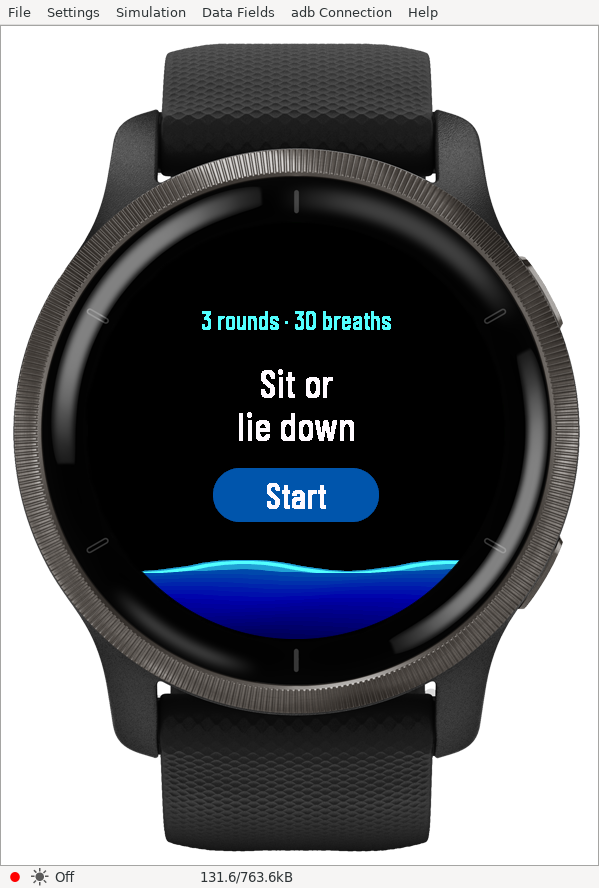 File Settings Simulation Data Fields adb Connection Help
3 rounds · 30 breaths
Sit or
lie down
Start
Off 131.6/763.6kB